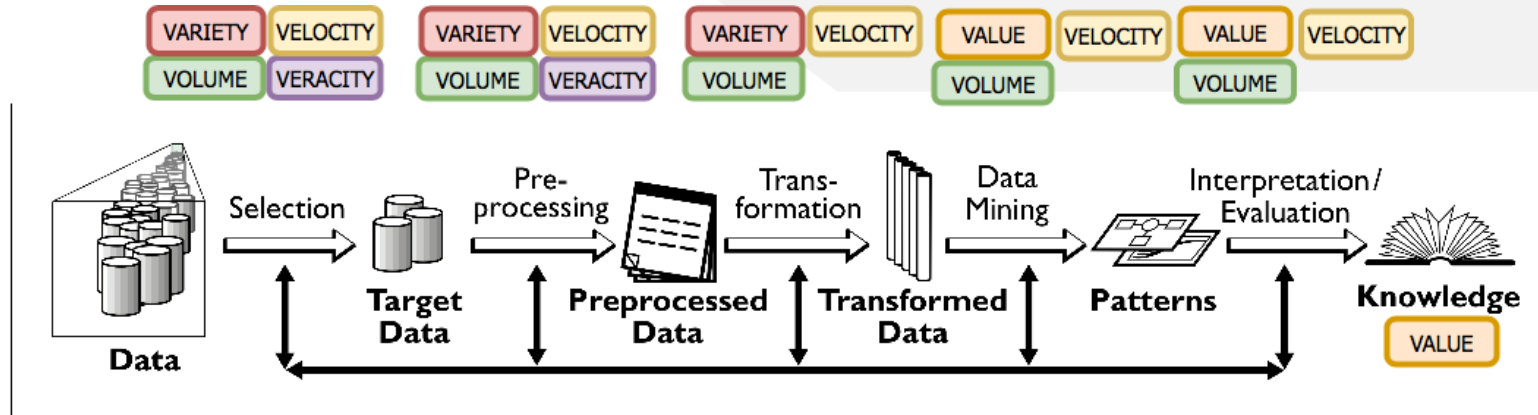 VARIETY VELOCITY
VOLUME VERACITY
VARIETY VELOCITY
VOLUME VERACITY
VARIETY VELOCITY
VOLUME
VALUE VELOCITY
VOLUME
VALUE VELOCITY
VOLUME
Selection
Pre-
processing
Trans-
formation
Data
Mining
Interpretation/
Evaluation
Data
Target
Data
Preprocessed
Data
Transformed
Data
Patterns
Knowledge
VALUE